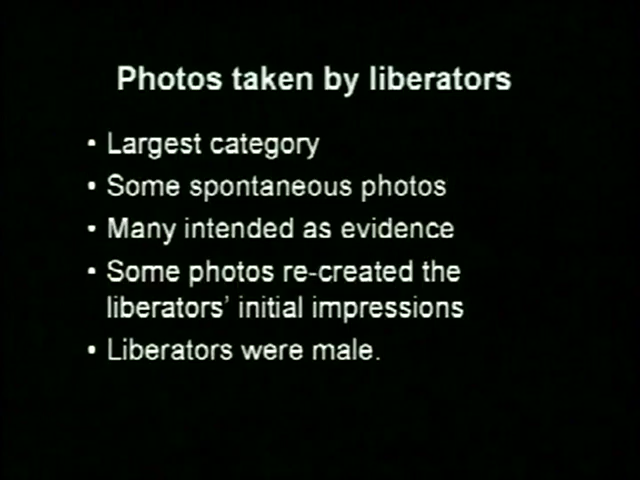 Photos taken by liberators
• Largest category
• Some spontaneous photos
• Many intended as evidence
• Some photos re-created the
liberators' initial impressions
• Liberators were male.